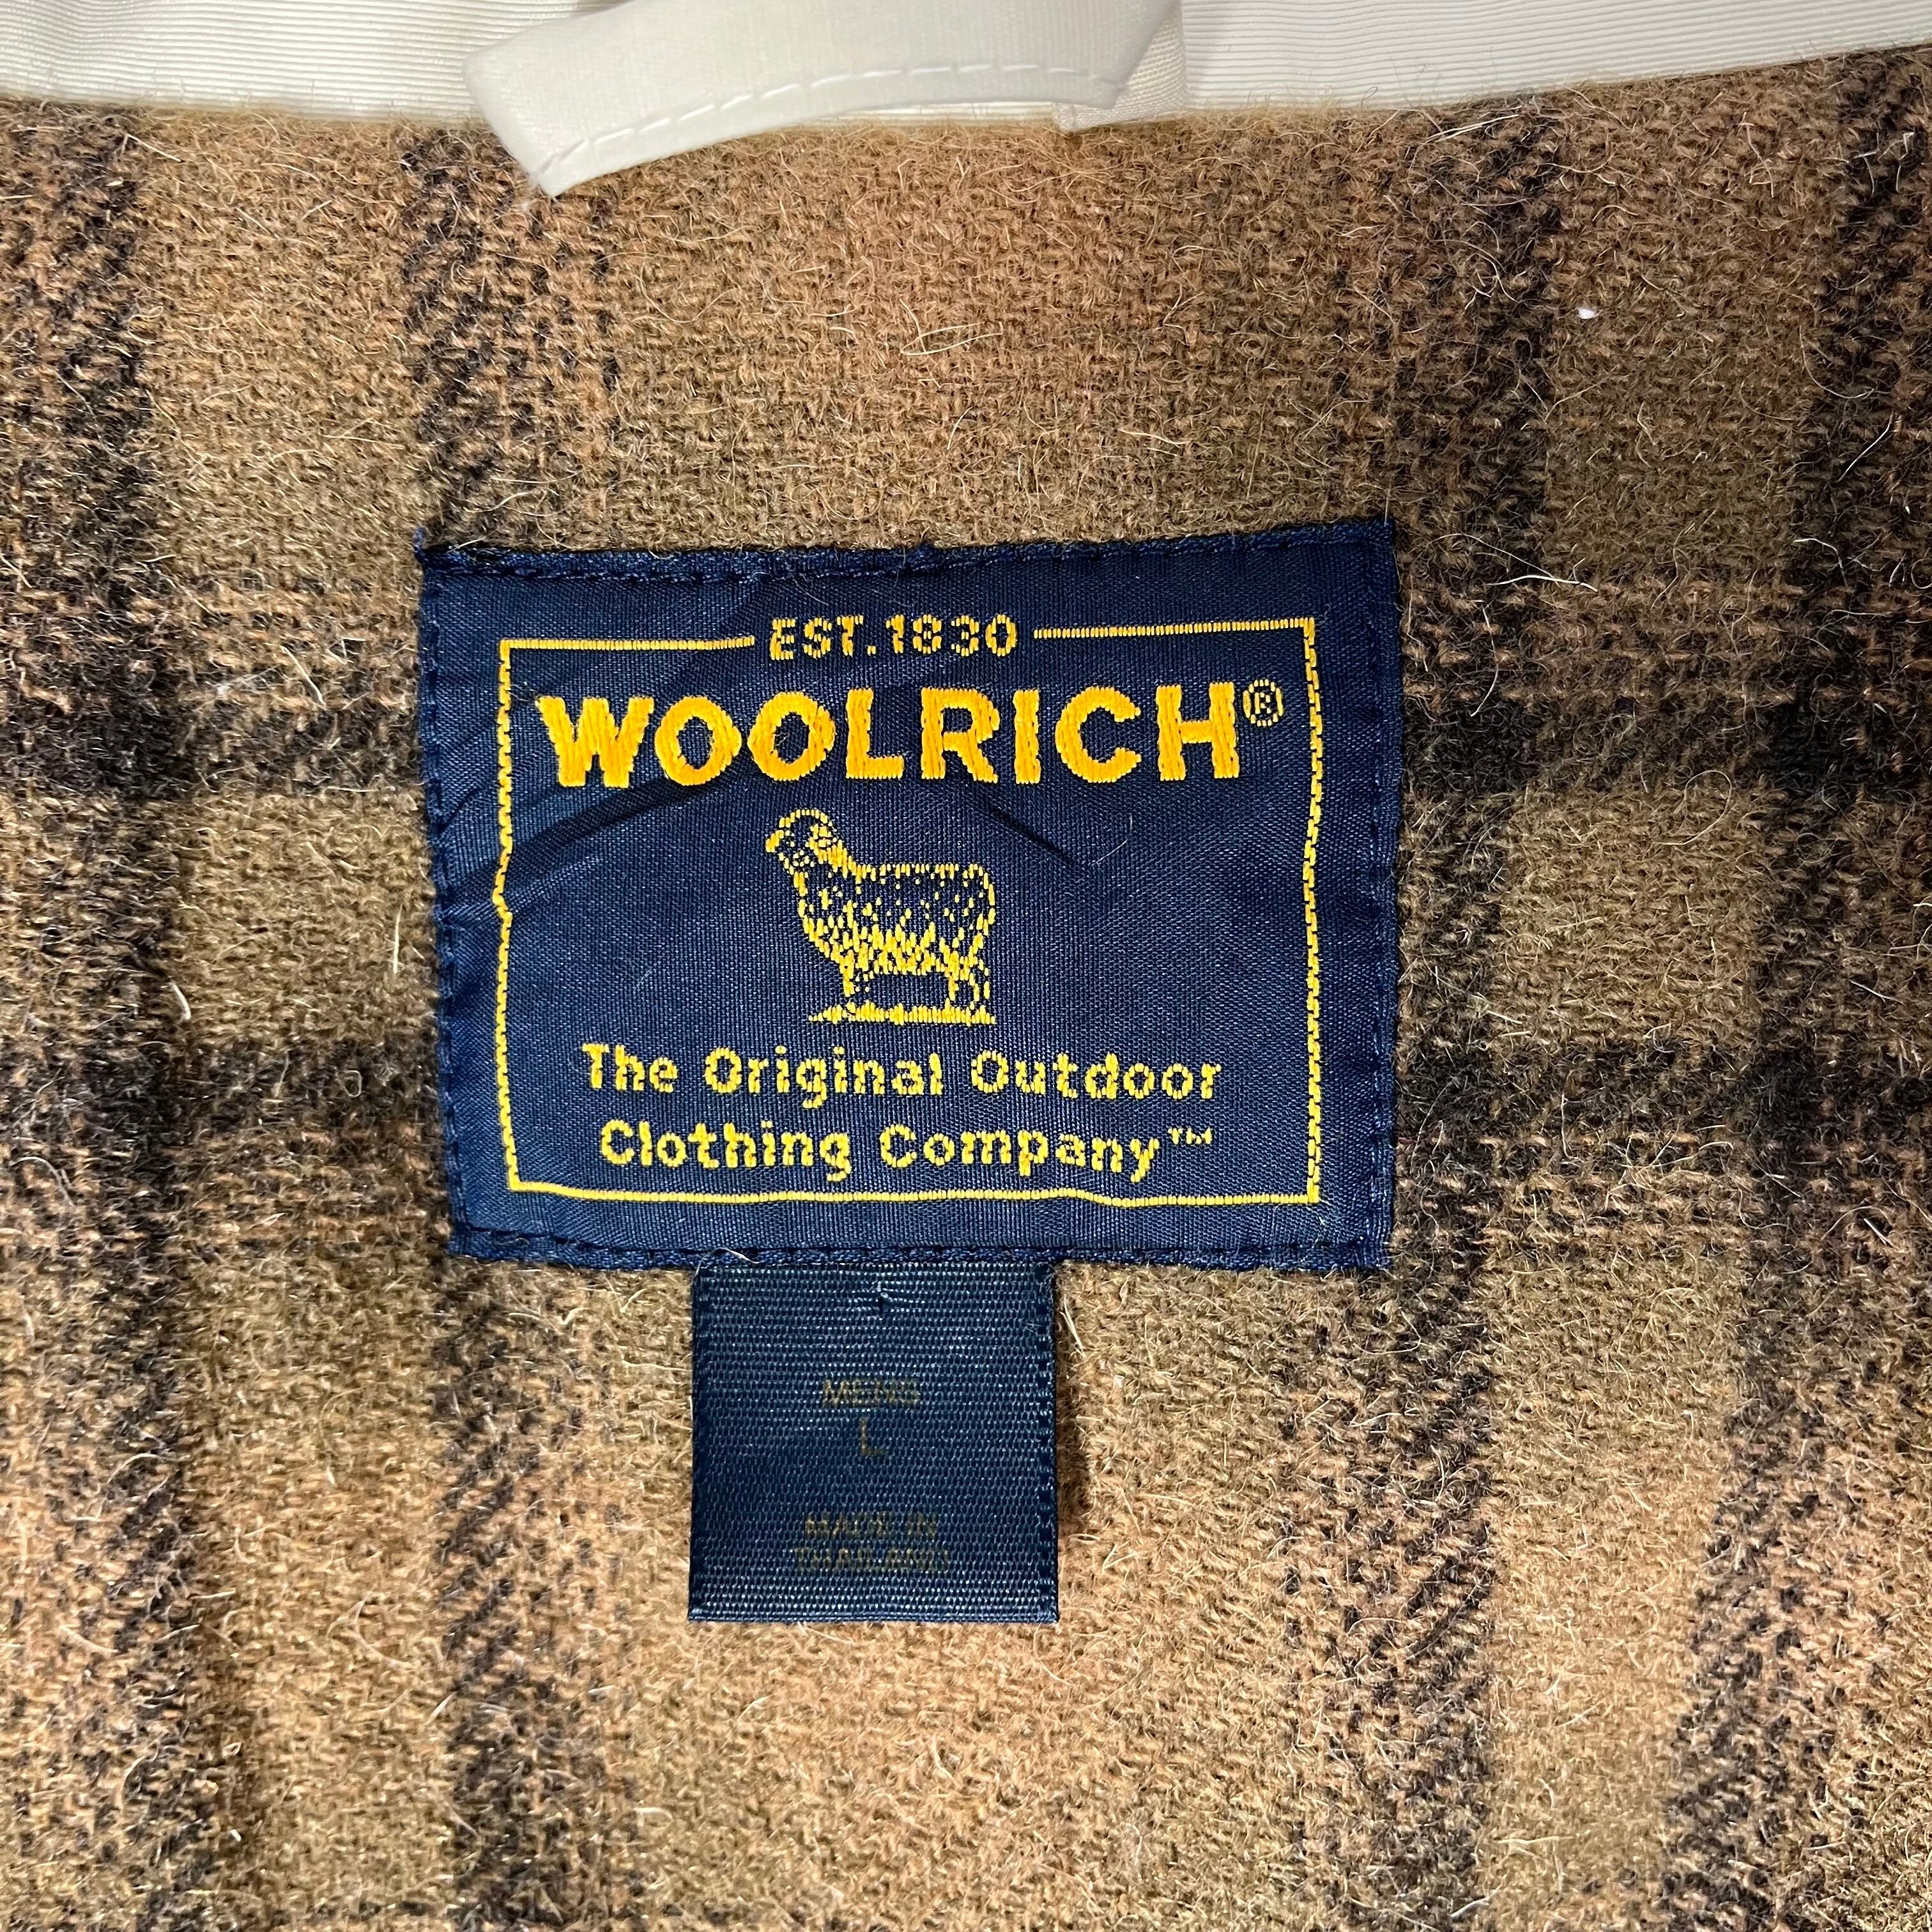 EST.1830
WOOLRICH®
The Original Outdoor
Clothing Company™
MENS
L
MADE IN
THAILAND